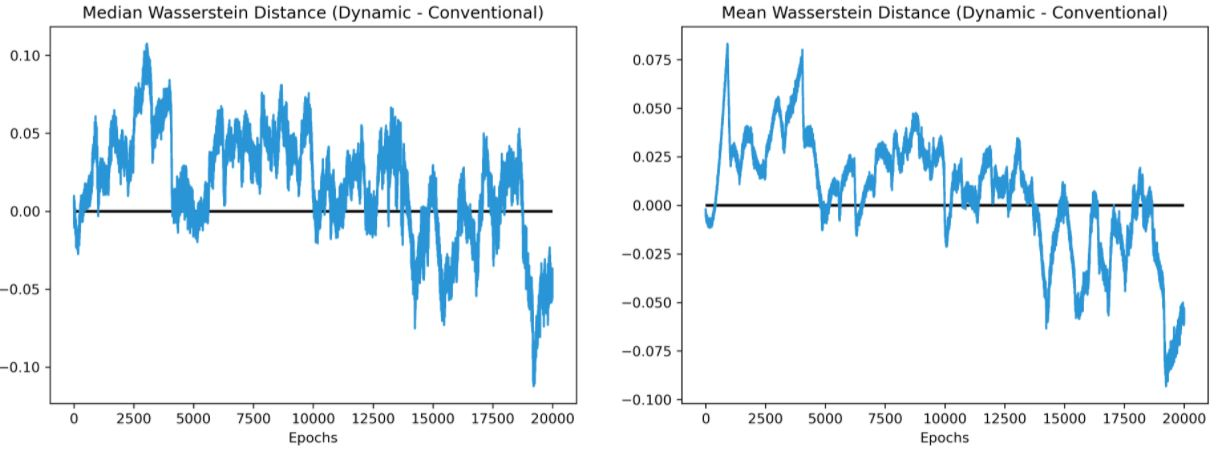 Median Wasserstein Distance (Dynamic - Conventional)
0.10
0.05
0.00
−0.05
−0.10
0 2500 5000 7500 10000 12500 15000 17500 20000
Epochs
Mean Wasserstein Distance (Dynamic - Conventional)
0.075
0.050
0.025
0.000
−0.025
−0.050
−0.075
−0.100
0 2500 5000 7500 10000 12500 15000 17500 20000
Epochs